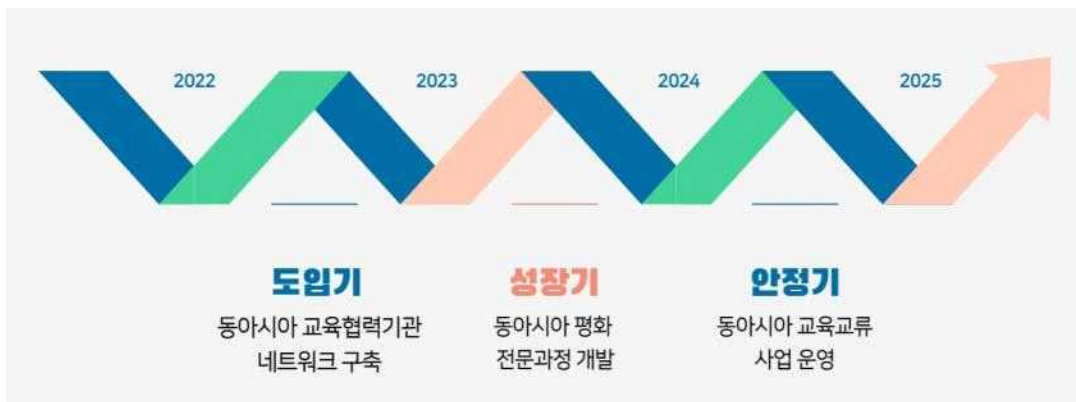 2022
2023
2024
2025
도입기
동아시아 교육협력기관
네트워크 구축
성장기
동아시아 평화
전문과정 개발
안정기
동아시아 교육교류
사업 운영